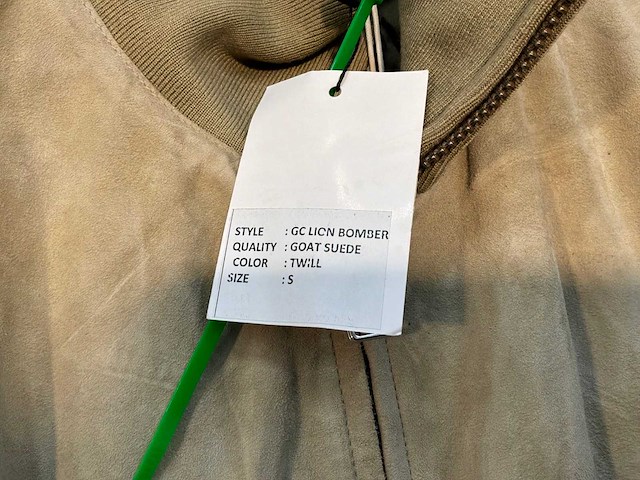 STYLE : GC LION BOMBER
QUALITY : GOAT SUEDE
COLOR : TWILL
SIZE : S